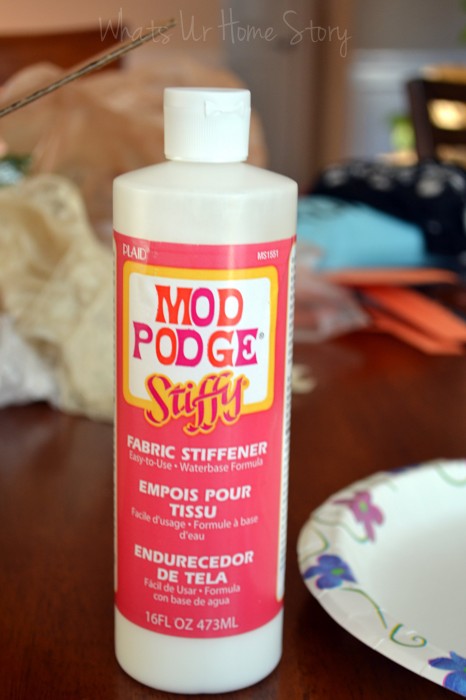 Whats Ur Home Story
PLAID
MS1551
MOD
PODGE®
Stiffy®
FABRIC STIFFENER
Easy-to-Use • Waterbase Formula
EMPOIS POUR
TISSU
Facile d'usage • Formule à base
d'eau
ENDURECEDOR
DE TELA
Fácil de Usar • Formula
con base de agua
16FL OZ 473ML